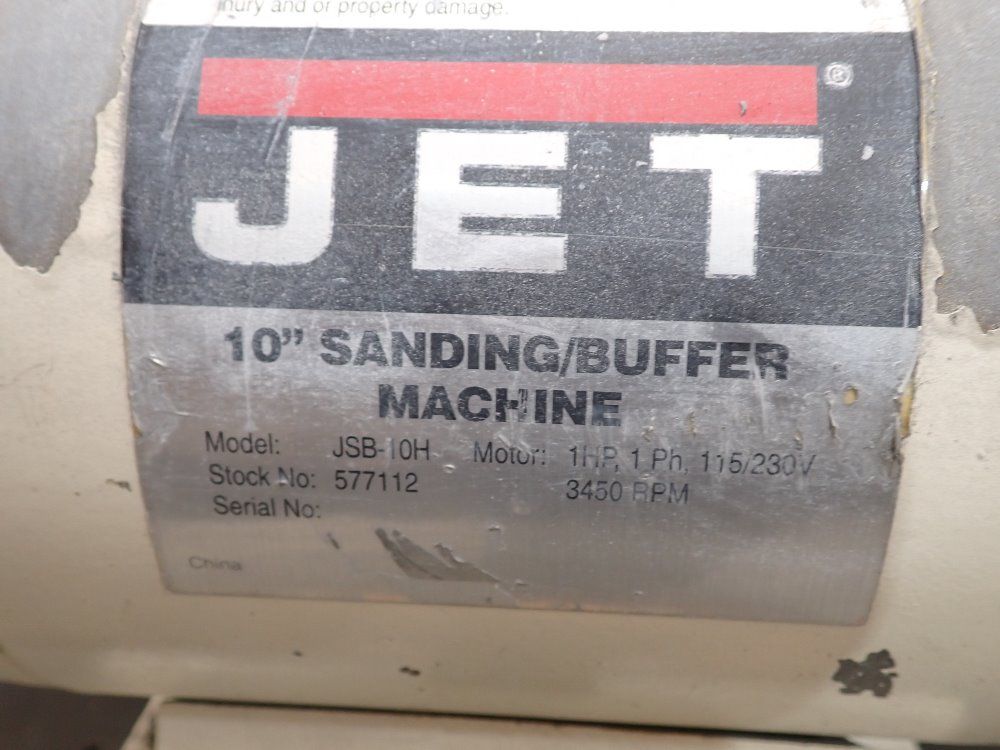 injury and or property damage.
JET ®
10” SANDING/BUFFER
MACHINE
Model: JSB-10H Motor: 1HP, 1 Ph, 115/230V
Stock No: 577112 3450 RPM
Serial No:
China